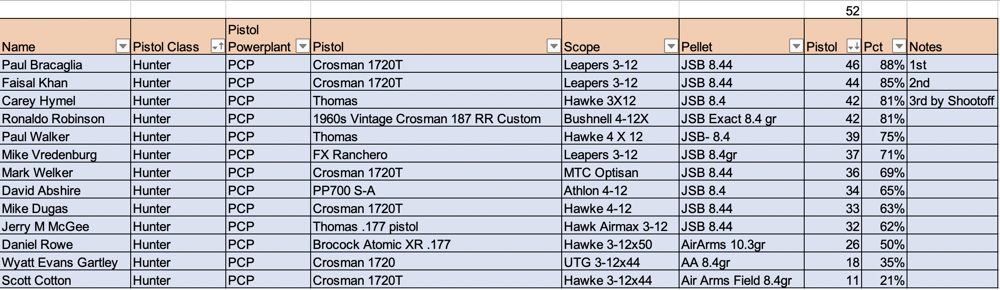 52
Name Pistol Class Pistol Powerplant Pistol Scope Pellet Pistol Pct Notes
Paul Bracaglia Hunter PCP Crosman 1720T Leapers 3-12 JSB 8.44 46 88% 1st
Faisal Khan Hunter PCP Crosman 1720T Leapers 3-12 JSB 8.44 44 85% 2nd
Carey Hymel Hunter PCP Thomas Hawke 3X12 JSB 8.4 42 81% 3rd by Shootoff
Ronaldo Robinson Hunter PCP 1960s Vintage Crosman 187 RR Custom Bushnell 4-12X JSB Exact 8.4 gr 42 81%
Paul Walker Hunter PCP Thomas Hawke 4 X 12 JSB- 8.4 39 75%
Mike Vredenburg Hunter PCP FX Ranchero Leapers 3-12 JSB 8.4gr 37 71%
Mark Welker Hunter PCP Crosman 1720T MTC Optisan JSB 8.44 36 69%
David Abshire Hunter PCP PP700 S-A Athlon 4-12 JSB 8.4 34 65%
Mike Dugas Hunter PCP Crosman 1720T Hawke 4-12 JSB 8.44 33 63%
Jerry M McGee Hunter PCP Thomas .177 pistol Hawk Airmax 3-12 JSB 8.44 32 62%
Daniel Rowe Hunter PCP Brocock Atomic XR .177 Hawke 3-12x50 AirArms 10.3gr 26 50%
Wyatt Evans Gartley Hunter PCP Crosman 1720 UTG 3-12x44 AA 8.4gr 18 35%
Scott Cotton Hunter PCP Crosman 1720T Hawke 3-12x44 Air Arms Field 8.4gr 11 21%